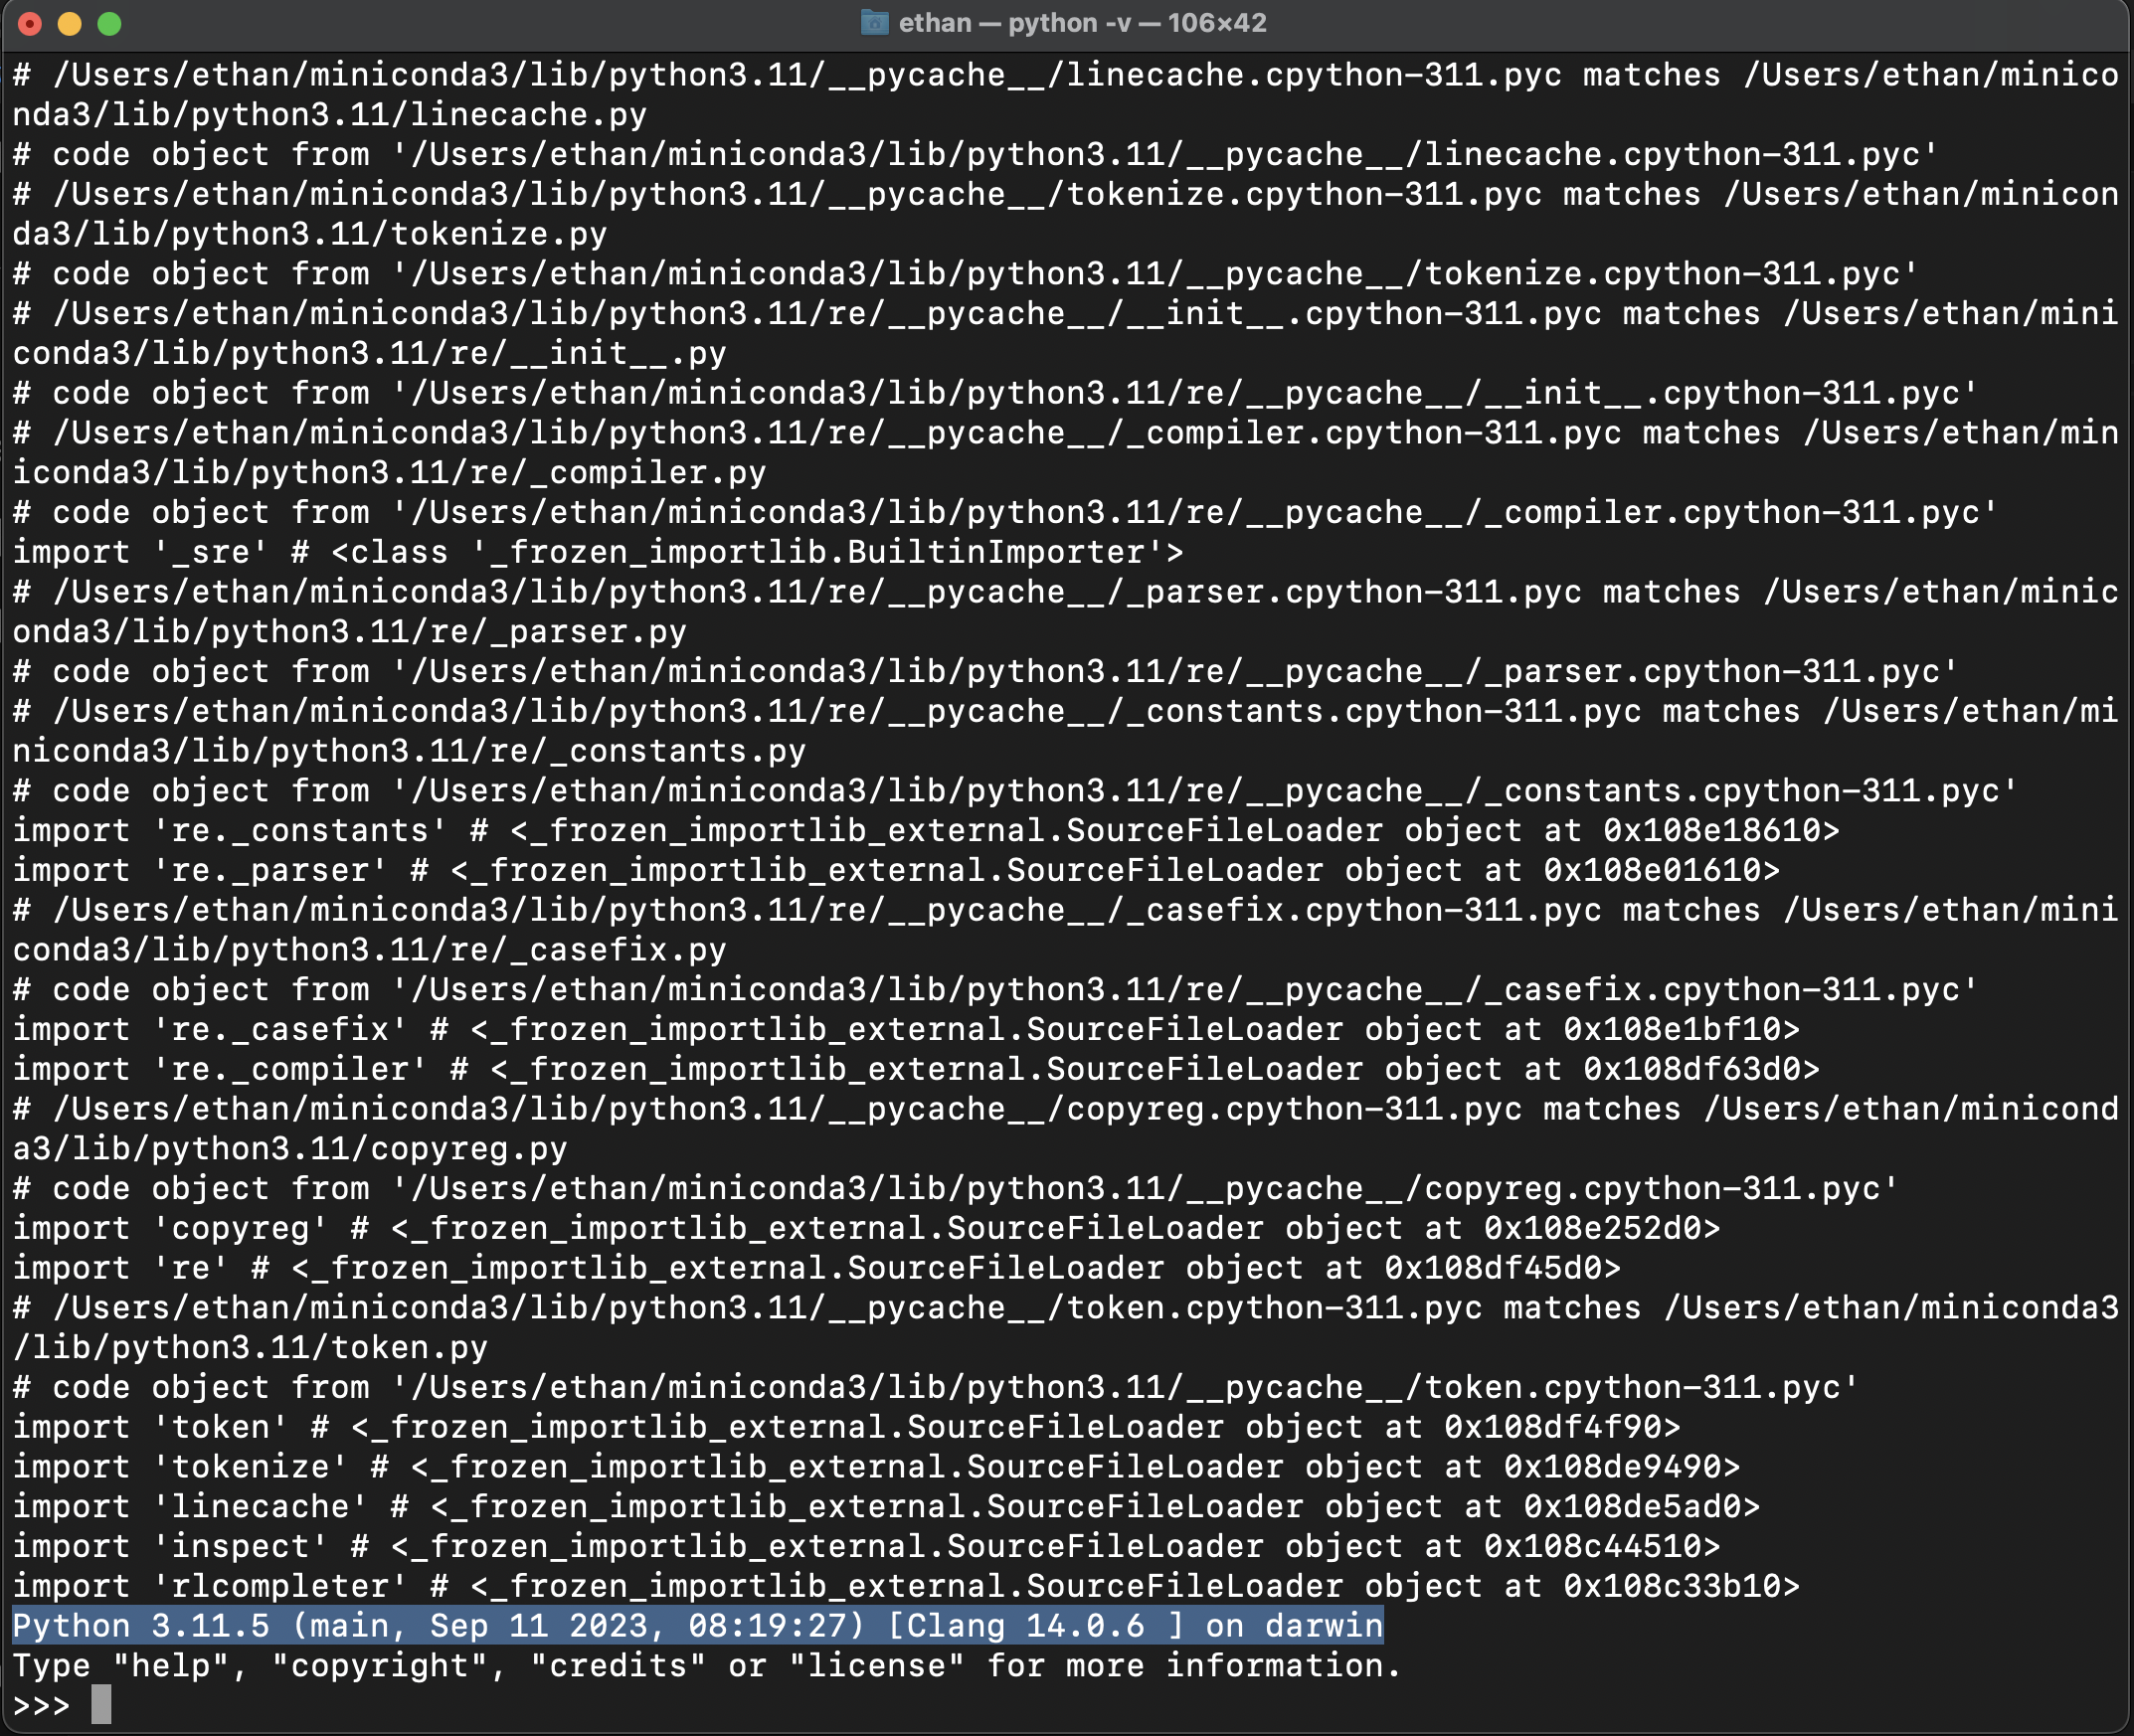 ethan — python -v — 106×42
# /Users/ethan/miniconda3/lib/python3.11/__pycache__/linecache.cpython-311.pyc matches /Users/ethan/minico
nda3/lib/python3.11/linecache.py
# code object from '/Users/ethan/miniconda3/lib/python3.11/__pycache__/linecache.cpython-311.pyc'
# /Users/ethan/miniconda3/lib/python3.11/__pycache__/tokenize.cpython-311.pyc matches /Users/ethan/minicon
da3/lib/python3.11/tokenize.py
# code object from '/Users/ethan/miniconda3/lib/python3.11/__pycache__/tokenize.cpython-311.pyc'
# /Users/ethan/miniconda3/lib/python3.11/re/__pycache__/__init__.cpython-311.pyc matches /Users/ethan/mini
conda3/lib/python3.11/re/__init__.py
# code object from '/Users/ethan/miniconda3/lib/python3.11/re/__pycache__/__init__.cpython-311.pyc'
# /Users/ethan/miniconda3/lib/python3.11/re/__pycache__/_compiler.cpython-311.pyc matches /Users/ethan/min
iconda3/lib/python3.11/re/_compiler.py
# code object from '/Users/ethan/miniconda3/lib/python3.11/re/__pycache__/_compiler.cpython-311.pyc'
import '_sre' # <class '_frozen_importlib.BuiltinImporter'>
# /Users/ethan/miniconda3/lib/python3.11/re/__pycache__/_parser.cpython-311.pyc matches /Users/ethan/minic
onda3/lib/python3.11/re/_parser.py
# code object from '/Users/ethan/miniconda3/lib/python3.11/re/__pycache__/_parser.cpython-311.pyc'
# /Users/ethan/miniconda3/lib/python3.11/re/__pycache__/_constants.cpython-311.pyc matches /Users/ethan/mi
niconda3/lib/python3.11/re/_constants.py
# code object from '/Users/ethan/miniconda3/lib/python3.11/re/__pycache__/_constants.cpython-311.pyc'
import 're._constants' # <_frozen_importlib_external.SourceFileLoader object at 0x108e18610>
import 're._parser' # <_frozen_importlib_external.SourceFileLoader object at 0x108e01610>
# /Users/ethan/miniconda3/lib/python3.11/re/__pycache__/_casefix.cpython-311.pyc matches /Users/ethan/mini
conda3/lib/python3.11/re/_casefix.py
# code object from '/Users/ethan/miniconda3/lib/python3.11/re/__pycache__/_casefix.cpython-311.pyc'
import 're._casefix' # <_frozen_importlib_external.SourceFileLoader object at 0x108e1bf10>
import 're._compiler' # <_frozen_importlib_external.SourceFileLoader object at 0x108df63d0>
# /Users/ethan/miniconda3/lib/python3.11/__pycache__/copyreg.cpython-311.pyc matches /Users/ethan/minicond
a3/lib/python3.11/copyreg.py
# code object from '/Users/ethan/miniconda3/lib/python3.11/__pycache__/copyreg.cpython-311.pyc'
import 'copyreg' # <_frozen_importlib_external.SourceFileLoader object at 0x108e252d0>
import 're' # <_frozen_importlib_external.SourceFileLoader object at 0x108df45d0>
# /Users/ethan/miniconda3/lib/python3.11/__pycache__/token.cpython-311.pyc matches /Users/ethan/miniconda3
/lib/python3.11/token.py
# code object from '/Users/ethan/miniconda3/lib/python3.11/__pycache__/token.cpython-311.pyc'
import 'token' # <_frozen_importlib_external.SourceFileLoader object at 0x108df4f90>
import 'tokenize' # <_frozen_importlib_external.SourceFileLoader object at 0x108de9490>
import 'linecache' # <_frozen_importlib_external.SourceFileLoader object at 0x108de5ad0>
import 'inspect' # <_frozen_importlib_external.SourceFileLoader object at 0x108c44510>
import 'rlcompleter' # <_frozen_importlib_external.SourceFileLoader object at 0x108c33b10>
Python 3.11.5 (main, Sep 11 2023, 08:19:27) [Clang 14.0.6 ] on darwin
Type "help", "copyright", "credits" or "license" for more information.
>>>